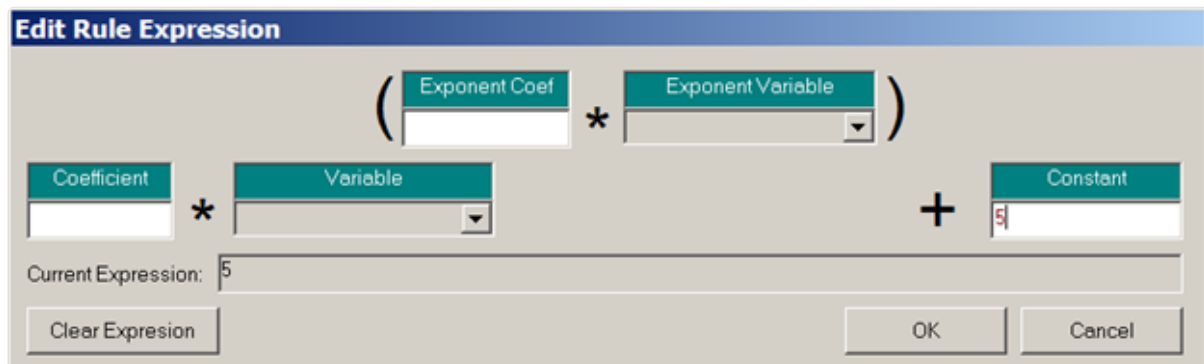 Edit Rule Expression
( Exponent Coef * Exponent Variable )
Coefficient * Variable + Constant
5
Current Expression: 5
Clear Expresion OK Cancel